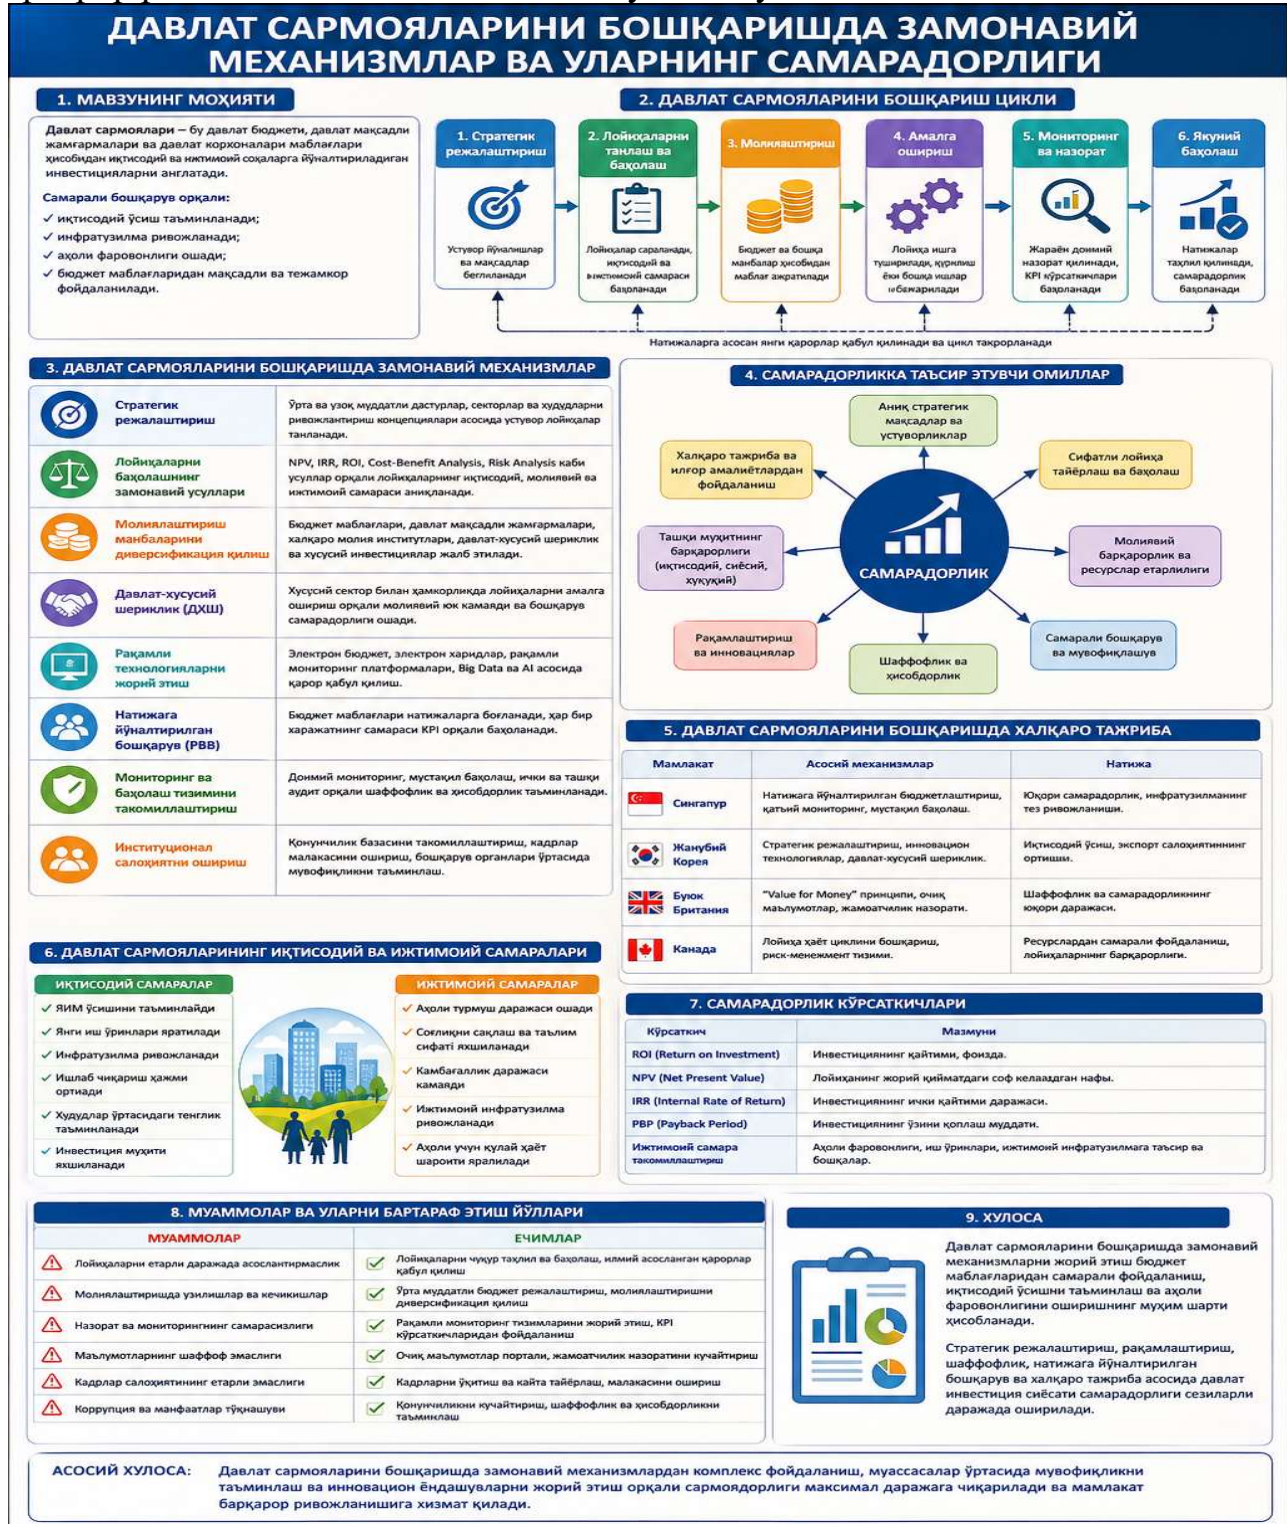 ДАВЛАТ САРМОЯЛАРИНИ БОШҚАРИШДА ЗАМОНАВИЙ
МЕХАНИЗМЛАР ВА УЛАРНИНГ САМАРАДОРЛИГИ
1. МАВЗУНИНГ МОҲИЯТИ
Давлат сармоялари – бу давлат бюджети, давлат мақсадли
жамғармалари ва давлат корхоналари маблағлари
ҳисобидан иқтисодий ва ижтимоий соҳаларга йўналтириладиган
инвестицияларни англатади.
Самарали бошқарув орқали:
✓ иқтисодий ўсиш таъминланади;
✓ инфратузилма ривожланади;
✓ аҳоли фаровонлиги ошади;
✓ бюджет маблағларидан мақсадли ва тежамкор
фойдаланилади.
2. ДАВЛАТ САРМОЯЛАРИНИ БОШҚАРИШ ЦИКЛИ
1. Стратегик
режалаштириш
Устувор йўналишлар
ва мақсадлар
белгиланади
2. Лойиҳаларни
танлаш ва
баҳолаш
Лойиҳалар сараланади,
иқтисодий ва
самараси
баҳоланади
3. Молилаштириш
Бюджет ва бошқа
манбалар ҳисобидан
маблағ ажратилади
4. Амалга
ошириш
Лойиҳа ишга
туширилади, қурилиш
ёки бошқа ишлар
5. Мониторинг
ва назорат
Жараён доимий
назорат қилинади,
KPI кўрсаткичлари
баҳоланади
6. Якуний
баҳолаш
Натижалар
таҳлил қилинади,
самарадорлик
баҳоланади
Натижаларга асосан янги қарорлар қабул қилинади ва цикл такрорланади
3. ДАВЛАТ САРМОЯЛАРИНИ БОШҚАРИШДА ЗАМОНАВИЙ МЕХАНИЗМЛАР
Стратегик
режалаштириш
Ўрта ва узоқ муддатли дастурлар, секторлар ва ҳудудларни
ривожлантириш концепциялари асосида устувор лойиҳалар
танланади.
Лойиҳаларни
баҳолашнинг
замонавий усуллари
NPV, IRR, ROI, Cost-Benefit Analysis, Risk Analysis каби
усуллар орқали лойиҳаларнинг иқтисодий, молиявий ва
ижтимоий самараси аниқланади.
Молиялаштириш
манбаларини
диверсификация қилиш
Бюджет маблағлари, давлат мақсадли жамғармалари,
халқаро молия институтлари, давлат-хусусий шериклик
ва хусусий инвестициялар жалб этилади.
Давлат-хусусий
шериклик (ДХШ)
Хусусий сектор билан ҳамкорликда лойиҳаларни амалга
ошириш орқали молиявий юк камаяди ва бошқарув
самарадорлиги ошади.
Рақамли
технологияларни
жорий этиш
Электрон бюджет, электрон харидлар, рақамли
мониторинг платформалари, Big Data ва AI асосида
қарор қабул қилиш.
Натижага
йўналтирилган
бошқарув (PBB)
Бюджет маблағлари натижаларга боғланади, ҳар бир
харажатнинг самараси KPI орқали баҳоланади.
Мониторинг ва
баҳолаш тизимини
такомиллаштириш
Доимий мониторинг, мустақил баҳолаш, ички ва ташқи
аудит орқали шаффофлик ва ҳисобдорлик таъминланади.
Институционал
салоҳиятни ошириш
Қонунчилик базасини такомиллаштириш, кадрлар
малакасини ошириш, бошқарув органлари ўртасида
мувофиқликни таъминлаш.
4. САМАРАДОРЛИККА ТАЪСИР ЭТУВЧИ ОМИЛЛАР
Аниқ стратегик
мақсадлар ва
устуворликлар
Халқаро тажриба ва
илғор амалиётлардан
фойдаланиш
Сифатли лойиҳа
тайёрлаш ва баҳолаш
Ташқи муҳитнинг
барқарорлиги
(иқтисодий, сиёсий,
ҳуқуқий)
САМАРАДОРЛИК
Молиявий
барқарорлик ва
ресурслар етарлилиги
Рақамлаштириш
ва инновациялар
Самарали бошқарув
ва мувофиқлашув
Шаффофлик ва
ҳисобдорлик
5. ДАВЛАТ САРМОЯЛАРИНИ БОШҚАРИШДА ХАЛҚАРО ТАЖРИБА
Мамлакат Асосий механизмлар Натижа
Сингапур
Натижага йўналтирилган бюджетлаштириш,
қатъий мониторинг, мустақил баҳолаш.
Юқори самарадорлик, инфратузилманинг
тез ривожланиши.
Жанубий
Корея
Стратегик режалаштириш, инновацион
технологиялар, давлат-хусусий шериклик.
Иқтисодий ўсиш, экспорт салоҳиятиннинг
ортишли.
Буюк
Британия
"Value for Money" принципи, очиқ
маълумотлар, жамоатчилик назорати.
Шаффофлик ва самарадорликнинг
юқори даражаси.
Канада
Лойиҳа ҳаёт циклини бошқариш,
риск-менежмент тизими.
Ресурслардан самарали фойдаланиш,
лойиҳаларнинг барқарорлиги.
6. ДАВЛАТ САРМОЯЛАРИНИНГ ИҚТИСОДИЙ ВА ИЖТИМОИЙ САМАРАЛАРИ
ИҚТИСОДИЙ САМАРАЛАР
✓ ЯИМ ўсишини таъминлайди
✓ Янги иш ўринлари яратилади
✓ Инфратузилма ривожланади
✓ Ишлаб чиқариш ҳажми
ортиади
✓ Ҳудудлар ўртасидаги тенглик
таъминланади
✓ Инвестиция муҳити
яхшиланади
ИЖТИМОИЙ САМАРАЛАР
✓ Аҳоли турмуш даражаси ошади
✓ Соғлиқни сақлаш ва таълим
сифаті яхшиланади
✓ Камбағаллик даражаси
камаяди
✓ Ижтимоий инфратузилма
ривожланади
✓ Аҳоли учун қулай ҳаёт
шароити яралилади
7. САМАРАДОРЛИК КЎРСАТКИЧЛАРИ
Кўрсаткич Мазмуни
ROI (Return on Investment) Инвестициянинг қайтими, фоизда.
NPV (Net Present Value) Лойиҳанинг жорий қийматдаги соф келаадган нафы.
IRR (Internal Rate of Return) Инвестициянинг ички қайтими даражаси.
PBP (Payback Period) Инвестициянинг ўзини қоплаш муддати.
Ижтимоий самара
такомиллаштириш
Аҳоли фаровонлиги, иш ўринлари, ижтимоий инфратузилмага таъсир ва
бошқалар.
8. МУАММОЛАР ВА УЛАРНИ БАРТАРАФ ЭТИШ ЙЎЛЛАРИ
МУАММОЛАР ЕЧИМЛАР
Лойиҳаларни етарли даражада асослантирмаслик
Лойиҳаларни чуқур таҳлил ва баҳолаш, илмий асосланган қарорлар
қабул қилиш
Молиялаштиришда узилишлар ва кечикишлар
Ўрта муддатли бюджет режалаштириш, молиялаштиришни
диверсификация қилиш
Назорат ва мониторингнинг самарасизлиги
Рақамли мониторинг тизимларини жорий этиш, KPI
кўрсаткичларидан фойдаланиш
Маълумотларнинг шаффоф эмаслиги
Очиқ маълумотлар портали, жамоатчилик назоратини кучайтириш
Кадрлар салоҳиятининг етарли эмаслиги
Кадрларни ўқитиш ва кайта тайёрлаш, малакасини ошириш
Коррупция ва манфаатлар тўқнашуви
Қонунчиликни кучайтириш, шаффофлик ва ҳисобдорликни
таъминлаш
9. ХУЛОСА
Давлат сармояларини бошқаришда замонавий
механизмларни жорий этиш бюджет
маблағларидан самарали фойдаланиш,
иқтисодий ўсишни таъминлаш ва аҳоли
фаровонлигини оширишнинг муҳим шарти
ҳисобланади.
Стратегик режалаштириш, рақамлаштириш,
шаффофлик, натижага йўналтирилган
бошқарув ва халқаро тажриба асосида давлат
инвестиция сиёсати самарадорлиги сезиларли
даражада оширилади.
АСОСИЙ ХУЛОСА: Давлат сармояларини бошқаришда замонавий механизмлардан комплекс фойдаланиш, муассасалар ўртасида мувофиқликни
таъминлаш ва инновацион ёндашувларни жорий этиш орқали сармоядорлиги максимал даражага чиқарилади ва мамлакат
барқарор ривожланишига хизмат қилади.